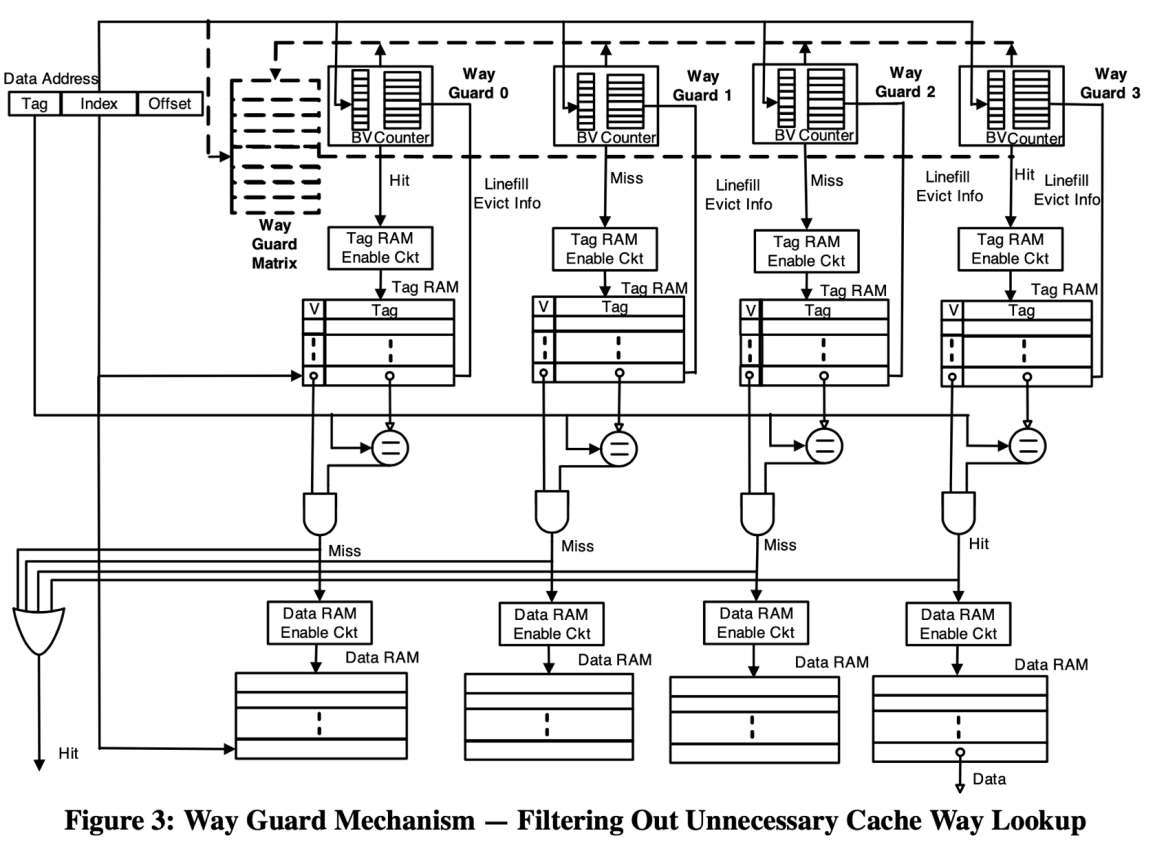 Data Address
Tag Index Offset
Way
Guard 0
Way
Guard 1
Way
Guard 2
Way
Guard 3
BV Counter
BV Counter
BV Counter
BV Counter
Way
Guard
Matrix
Hit
Linefill
Evict Info
Miss
Linefill
Evict Info
Miss
Linefill
Evict Info
Hit
Linefill
Evict Info
Tag RAM
Enable Ckt
Tag RAM
Enable Ckt
Tag RAM
Enable Ckt
Tag RAM
Enable Ckt
Tag RAM
Tag RAM
Tag RAM
Tag RAM
V Tag
V Tag
V Tag
V Tag
=
=
=
=
Miss
Miss
Miss
Hit
Data RAM
Enable Ckt
Data RAM
Enable Ckt
Data RAM
Enable Ckt
Data RAM
Enable Ckt
Data RAM
Data RAM
Data RAM
Data RAM
Hit
Data
Figure 3: Way Guard Mechanism — Filtering Out Unnecessary Cache Way Lookup